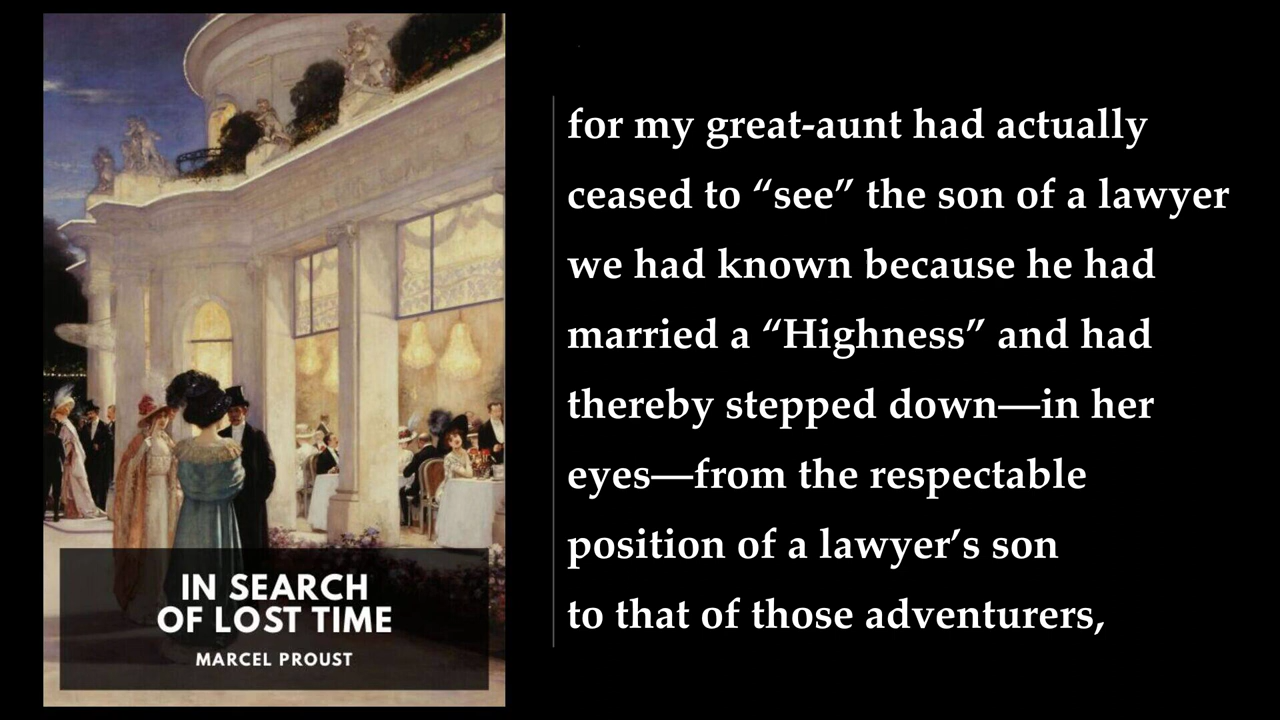 IN SEARCH
OF LOST TIME
MARCEL PROUST
for my great-aunt had actually
ceased to “see” the son of a lawyer
we had known because he had
married a “Highness” and had
thereby stepped down—in her
eyes—from the respectable
position of a lawyer’s son
to that of those adventurers,